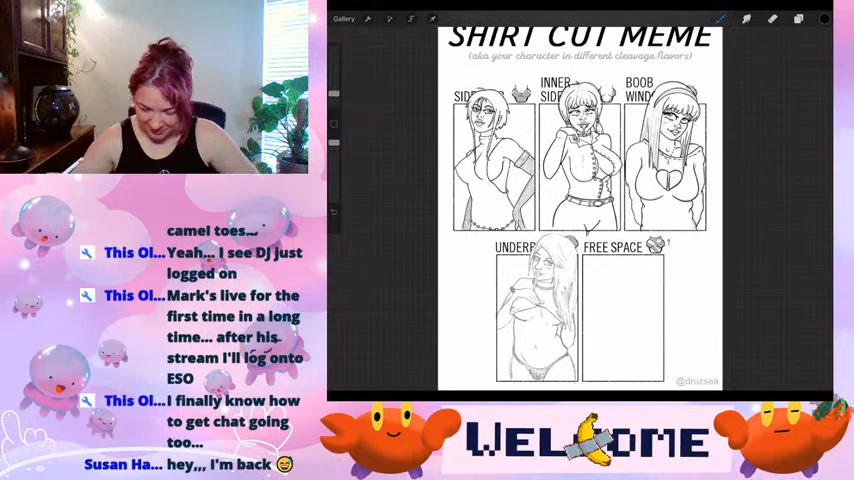 Gallery
SHIRT CUT MEME
(aka your character in different cleavage flavors)
SIDE
INNER
SIDE
BOOB
WINDO
UNDERB
FREE SPACE
?
@druzsea
camel toes...
This Ol... Yeah... I see DJ just
logged on
This Ol... Mark's live for the
first time in a long
time... after his
stream I'll log onto
ESO
This Ol... I finally know how
to get chat going
too...
Susan Ha... hey,,, I'm back 😅
WELCOME